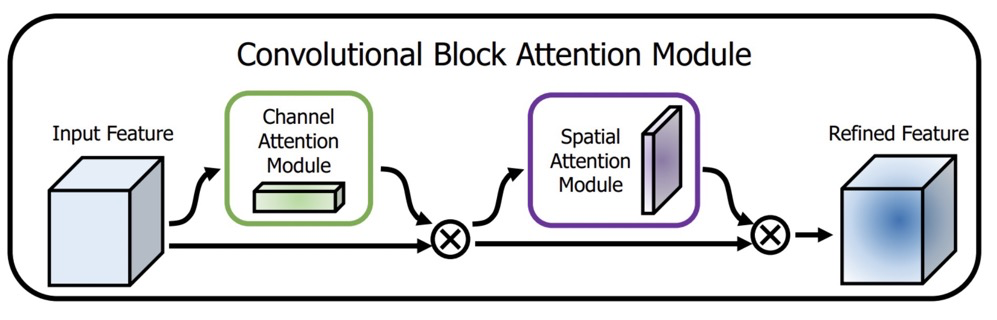 Convolutional Block Attention Module
Input Feature
Channel
Attention
Module
Spatial
Attention
Module
Refined Feature